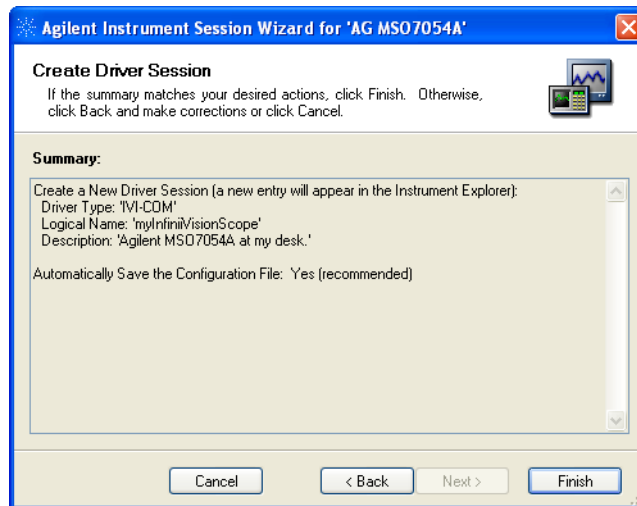 Agilent Instrument Session Wizard for 'AG MSO7054A'
Create Driver Session
If the summary matches your desired actions, click Finish. Otherwise,
click Back and make corrections or click Cancel.
Summary:
Create a New Driver Session (a new entry will appear in the Instrument Explorer):
Driver Type: 'IVI-COM'
Logical Name: 'myInfiniiVisionScope'
Description: 'Agilent MSO7054A at my desk.'
Automatically Save the Configuration File: Yes (recommended)
Cancel
< Back
Next >
Finish